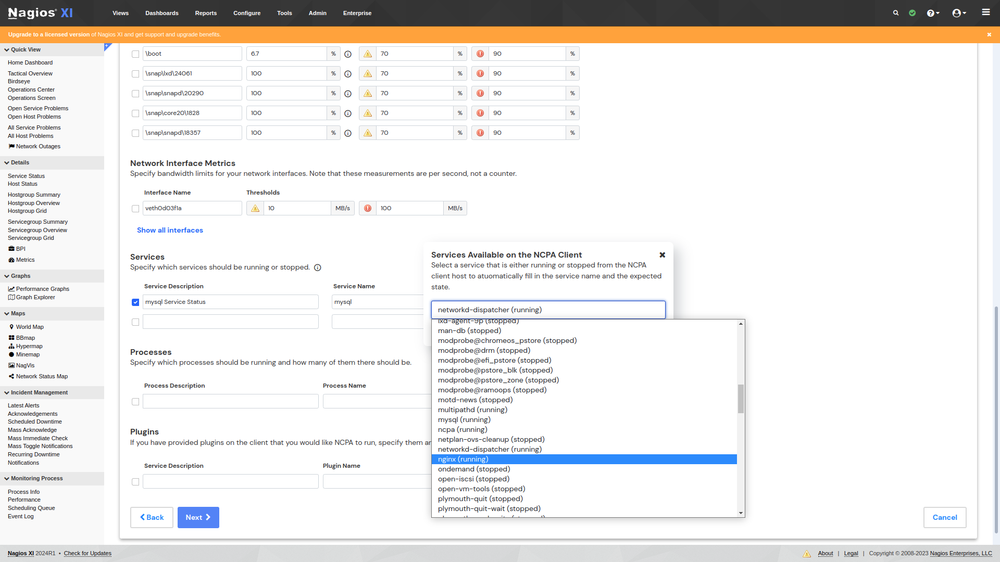 Nagios® XI
Views
Dashboards
Reports
Configure
Tools
Admin
Enterprise
Upgrade to a licensed version of Nagios XI and get support and upgrade benefits.
Quick View
Home Dashboard
Tactical Overview
Birdseye
Operations Center
Operations Screen
Open Service Problems
Open Host Problems
All Service Problems
All Host Problems
Network Outages
Details
Service Status
Host Status
Hostgroup Summary
Hostgroup Overview
Hostgroup Grid
Servicegroup Summary
Servicegroup Overview
Servicegroup Grid
BPI
Metrics
Graphs
Performance Graphs
Graph Explorer
Maps
World Map
BBmap
Hypermap
Minemap
NagVis
Network Status Map
Incident Management
Latest Alerts
Acknowledgements
Scheduled Downtime
Mass Acknowledge
Mass Immediate Check
Mass Toggle Notifications
Recurring Downtime
Notifications
Monitoring Process
Process Info
Performance
Scheduling Queue
Event Log
\boot 6.7 % 70 % 90 %
\snap\lxd\24061 100 % 70 % 90 %
\snap\snapd\20290 100 % 70 % 90 %
\snap\core20\1828 100 % 70 % 90 %
\snap\snapd\18357 100 % 70 % 90 %
Network Interface Metrics
Specify bandwidth limits for your network interfaces. Note that these measurements are per second, not a counter.
Interface Name Thresholds
veth0d03f1a 10 MB/s 100 MB/s
Show all interfaces
Services
Specify which services should be running or stopped.
Service Description Service Name
mysql Service Status mysql
Processes
Specify which processes should be running and how many of them there should be.
Process Description Process Name
Plugins
If you have provided plugins on the client that you would like NCPA to run, specify them
Service Description Plugin Name
Back
Next
Cancel
Services Available on the NCPA Client
Select a service that is either running or stopped from the NCPA
client host to atuomatically fill in the service name and the expected
state.
networkd-dispatcher (running)
lxd-agent-9p (stopped)
man-db (stopped)
modprobe@chromeos_pstore (stopped)
modprobe@drm (stopped)
modprobe@efi_pstore (stopped)
modprobe@pstore_blk (stopped)
modprobe@pstore_zone (stopped)
modprobe@ramoops (stopped)
motd-news (stopped)
multipathd (running)
mysql (running)
ncpa (running)
netplan-ovs-cleanup (stopped)
networkd-dispatcher (running)
nginx (running)
ondemand (stopped)
open-iscsi (stopped)
open-vm-tools (stopped)
plymouth-quit (stopped)
plymouth-quit-wait (stopped)
Nagios XI 2024R1 • Check for Updates
About | Legal | Copyright © 2008-2023 Nagios Enterprises, LLC